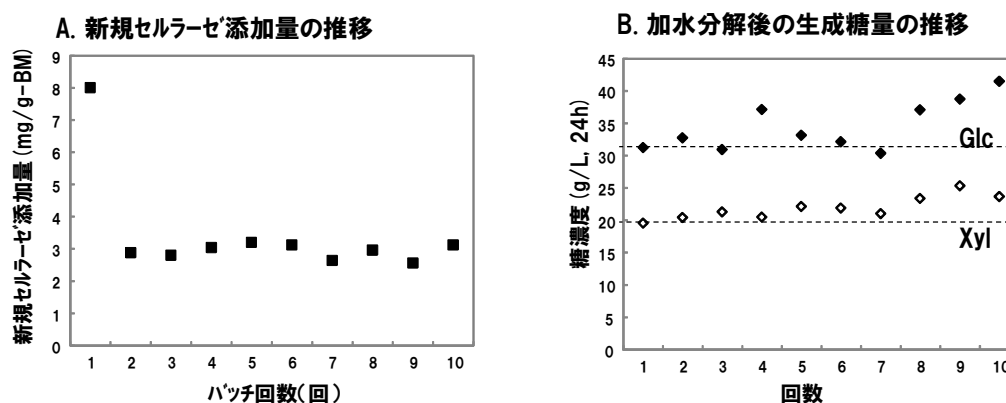 A. 新規セルラーゼ添加量の推移
新規セルラーゼ添加量 (mg/g-BM)
9
8
7
6
5
4
3
2
1
0
1 2 3 4 5 6 7 8 9 10
バッチ回数(回)
B. 加水分解後の生成糖量の推移
糖濃度 (g/L, 24h)
45
40
35
30
25
20
15
10
5
0
Glc
Xyl
1 2 3 4 5 6 7 8 9 10
回数